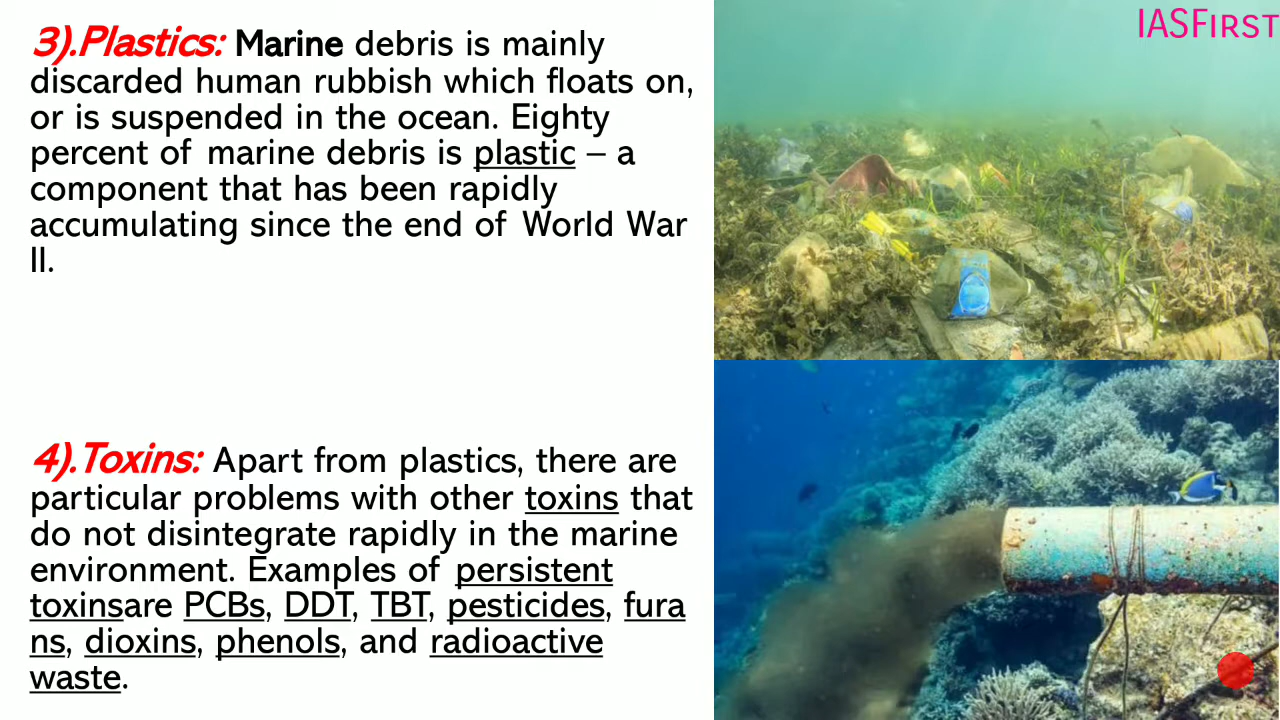 3).Plastics: Marine debris is mainly
discarded human rubbish which floats on,
or is suspended in the ocean. Eighty
percent of marine debris is plastic – a
component that has been rapidly
accumulating since the end of World War
II.
4).Toxins: Apart from plastics, there are
particular problems with other toxins that
do not disintegrate rapidly in the marine
environment. Examples of persistent
toxinsare PCBs, DDT, TBT, pesticides, fura
ns, dioxins, phenols, and radioactive
waste.
IASFIRST